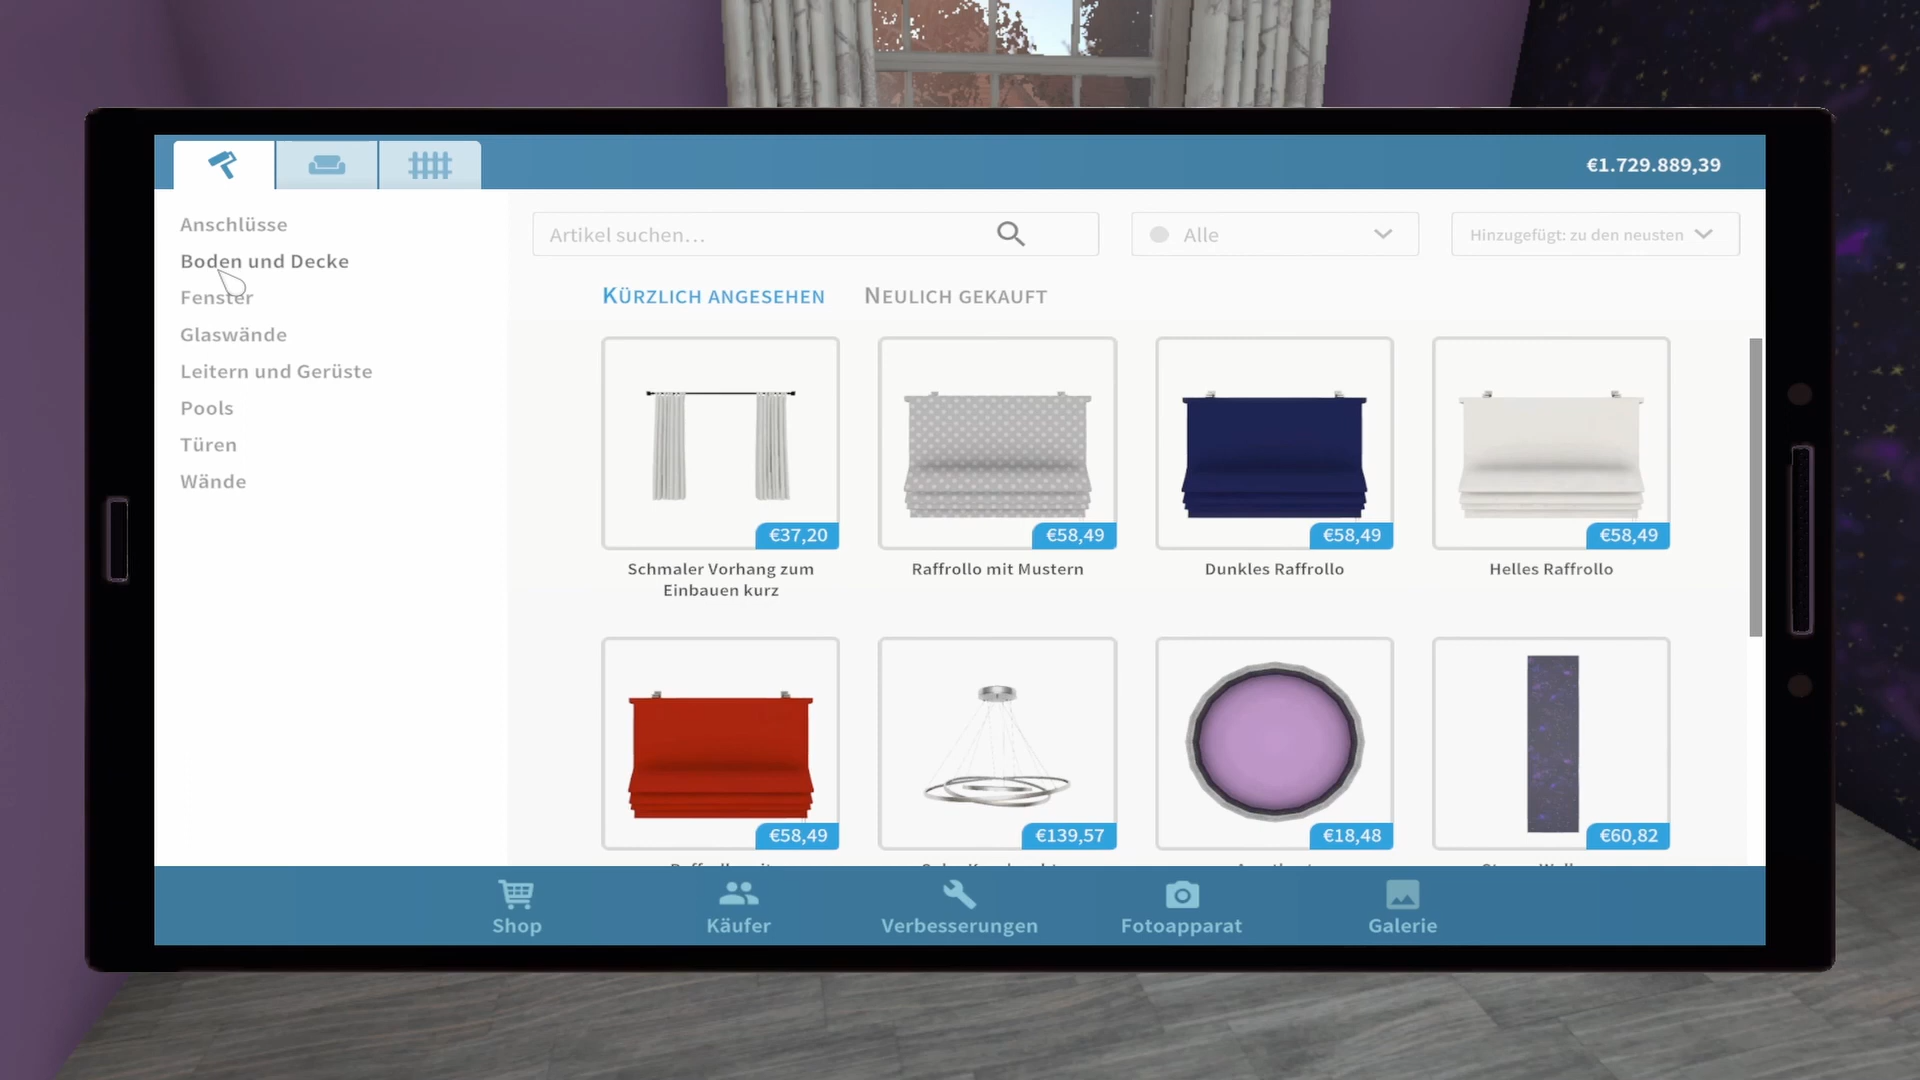 €1.729.889,39
Anschlüsse
Boden und Decke
Fenster
Glaswände
Leitern und Gerüste
Pools
Türen
Wände
Artikel suchen...
Alle
Hinzugefügt: zu den neusten
KÜRZLICH ANGESEHEN
NEULICH GEKAUFT
€37,20
€58,49
€58,49
€58,49
Schmaler Vorhang zum
Einbauen kurz
Raffrollo mit Mustern
Dunkles Raffrollo
Helles Raffrollo
€58,49
€139,57
€18,48
€60,82
Shop
Käufer
Verbesserungen
Fotoapparat
Galerie